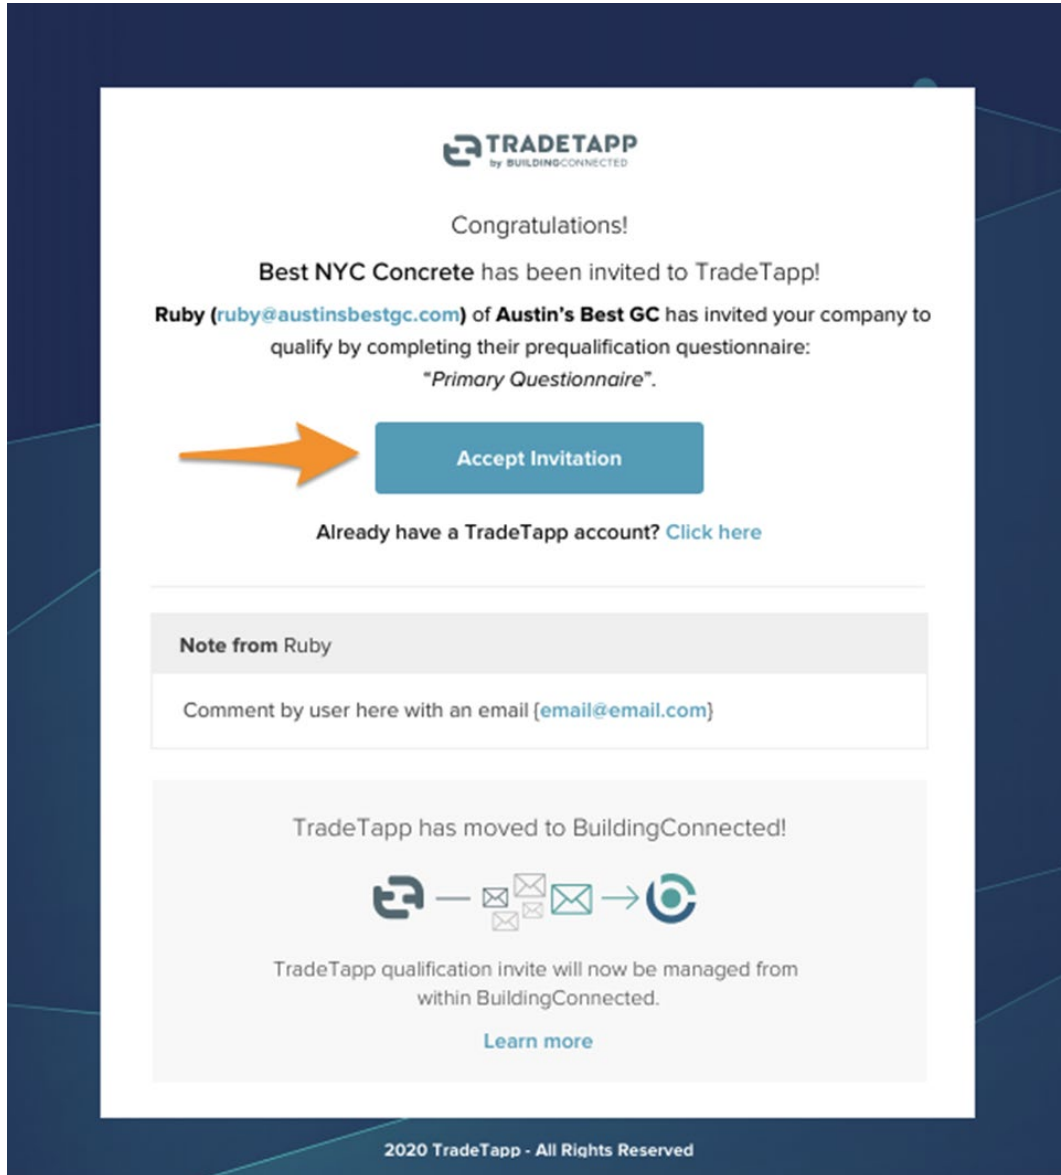 TRADETAPP
by BUILDINGCONNECTED
Congratulations!
Best NYC Concrete has been invited to TradeTapp!
Ruby (ruby@austinsbestgc.com) of Austin's Best GC has invited your company to
qualify by completing their prequalification questionnaire:
“Primary Questionnaire”.
Accept Invitation
Already have a TradeTapp account? Click here
Note from Ruby
Comment by user here with an email {email@email.com}
TradeTapp has moved to BuildingConnected!
TradeTapp qualification invite will now be managed from
within BuildingConnected.
Learn more
2020 TradeTapp - All Rights Reserved